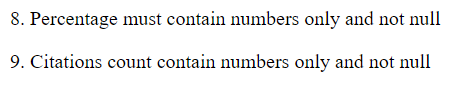 8. Percentage must contain numbers only and not null
9. Citations count contain numbers only and not null